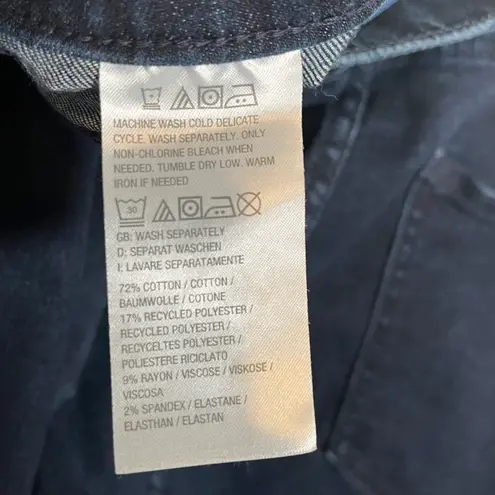 MACHINE WASH COLD DELICATE
CYCLE. WASH SEPARATELY. ONLY
NON-CHLORINE BLEACH WHEN
NEEDED. TUMBLE DRY LOW. WARM
IRON IF NEEDED
30
GB: WASH SEPARATELY
D: SEPARAT WASCHEN
I: LAVARE SEPARATAMENTE
72% COTTON / COTTON /
BAUMWOLLE / COTONE
17% RECYCLED POLYESTER /
RECYCLED POLYESTER /
RECYCELTES POLYESTER /
POLIESTERE RICICLATO
9% RAYON / VISCOSE / VISKOSE /
VISCOSA
2% SPANDEX / ELASTANE /
ELASTHAN / ELASTAN